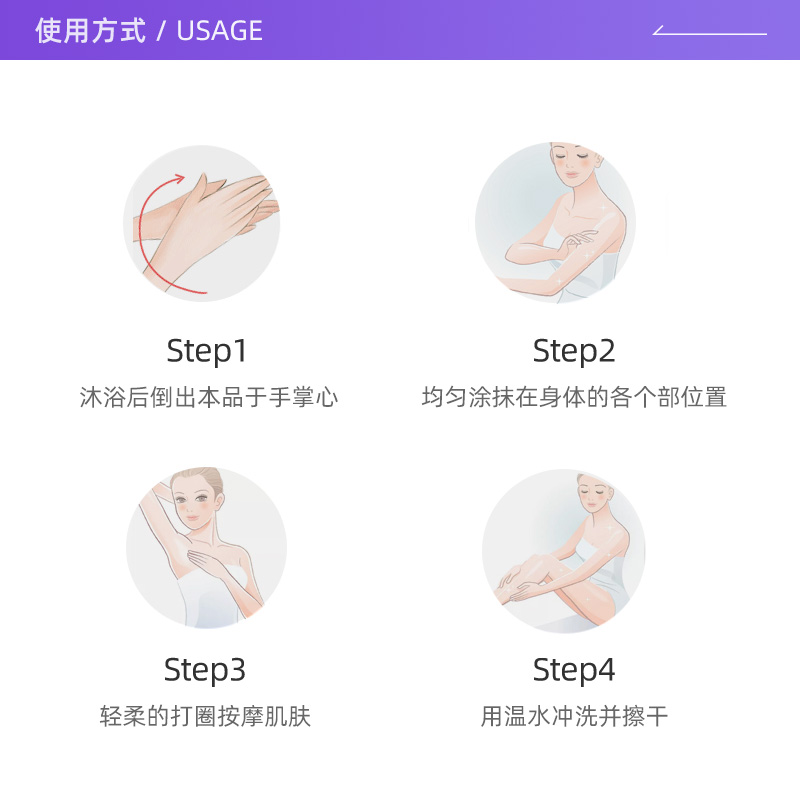 使用方式 / USAGE
Step1
沐浴后倒出本品于手掌心
Step2
均匀涂抹在身体的各个部位置
Step3
轻柔的打圈按摩肌肤
Step4
用温水冲洗并擦干